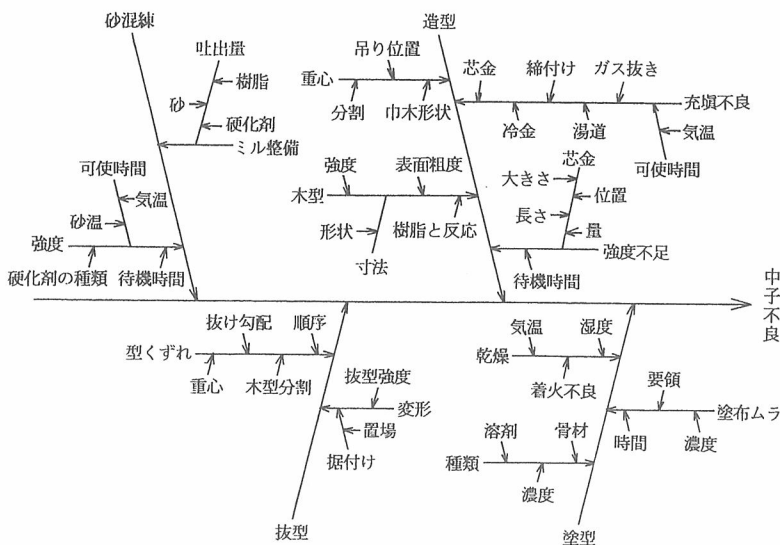 砂混練
吐出量
樹脂
砂
硬化剤
ミル整備
可使時間
気温
砂温
強度
硬化剤の種類
待機時間
造型
吊り位置
重心
分割
巾木形状
芯金
締付け
ガス抜き
充塡不良
冷金
湯道
気温
可使時間
強度
表面粗度
木型
形状
樹脂と反応
寸法
芯金
大きさ
位置
長さ
量
強度不足
待機時間
中子不良
抜け勾配
順序
型くずれ
重心
木型分割
抜型強度
変形
置場
据付け
抜型
気温
湿度
乾燥
着火不良
要領
塗布ムラ
時間
濃度
溶剤
骨材
種類
濃度
塗型